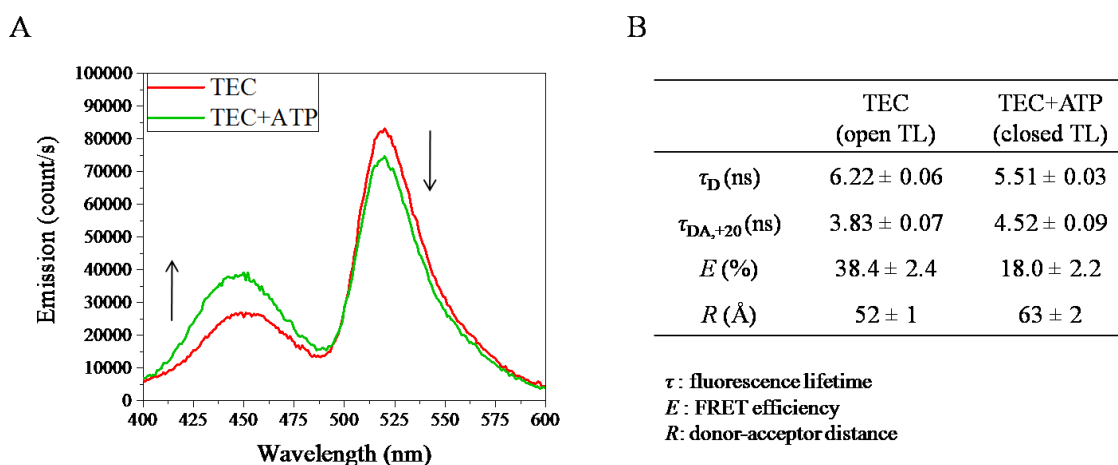 A
B
100000
90000
80000
70000
60000
50000
40000
30000
20000
10000
0
Emission (count/s)
TEC
TEC+ATP
400 425 450 475 500 525 550 575 600
Wavelength (nm)
TEC TEC+ATP
(open TL) (closed TL)
τD (ns) 6.22 ± 0.06 5.51 ± 0.03
τDA,+20 (ns) 3.83 ± 0.07 4.52 ± 0.09
E (%) 38.4 ± 2.4 18.0 ± 2.2
R (Å) 52 ± 1 63 ± 2
τ : fluorescence lifetime
E : FRET efficiency
R: donor-acceptor distance